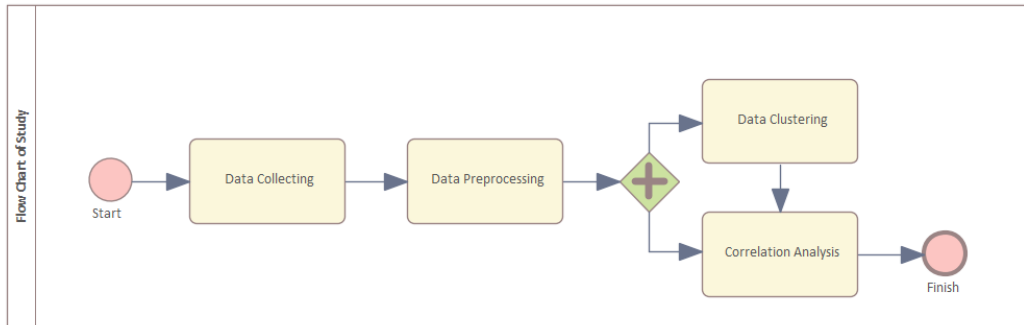 Flow Chart of Study
Start
Data Collecting
Data Preprocessing
Data Clustering
Correlation Analysis
Finish